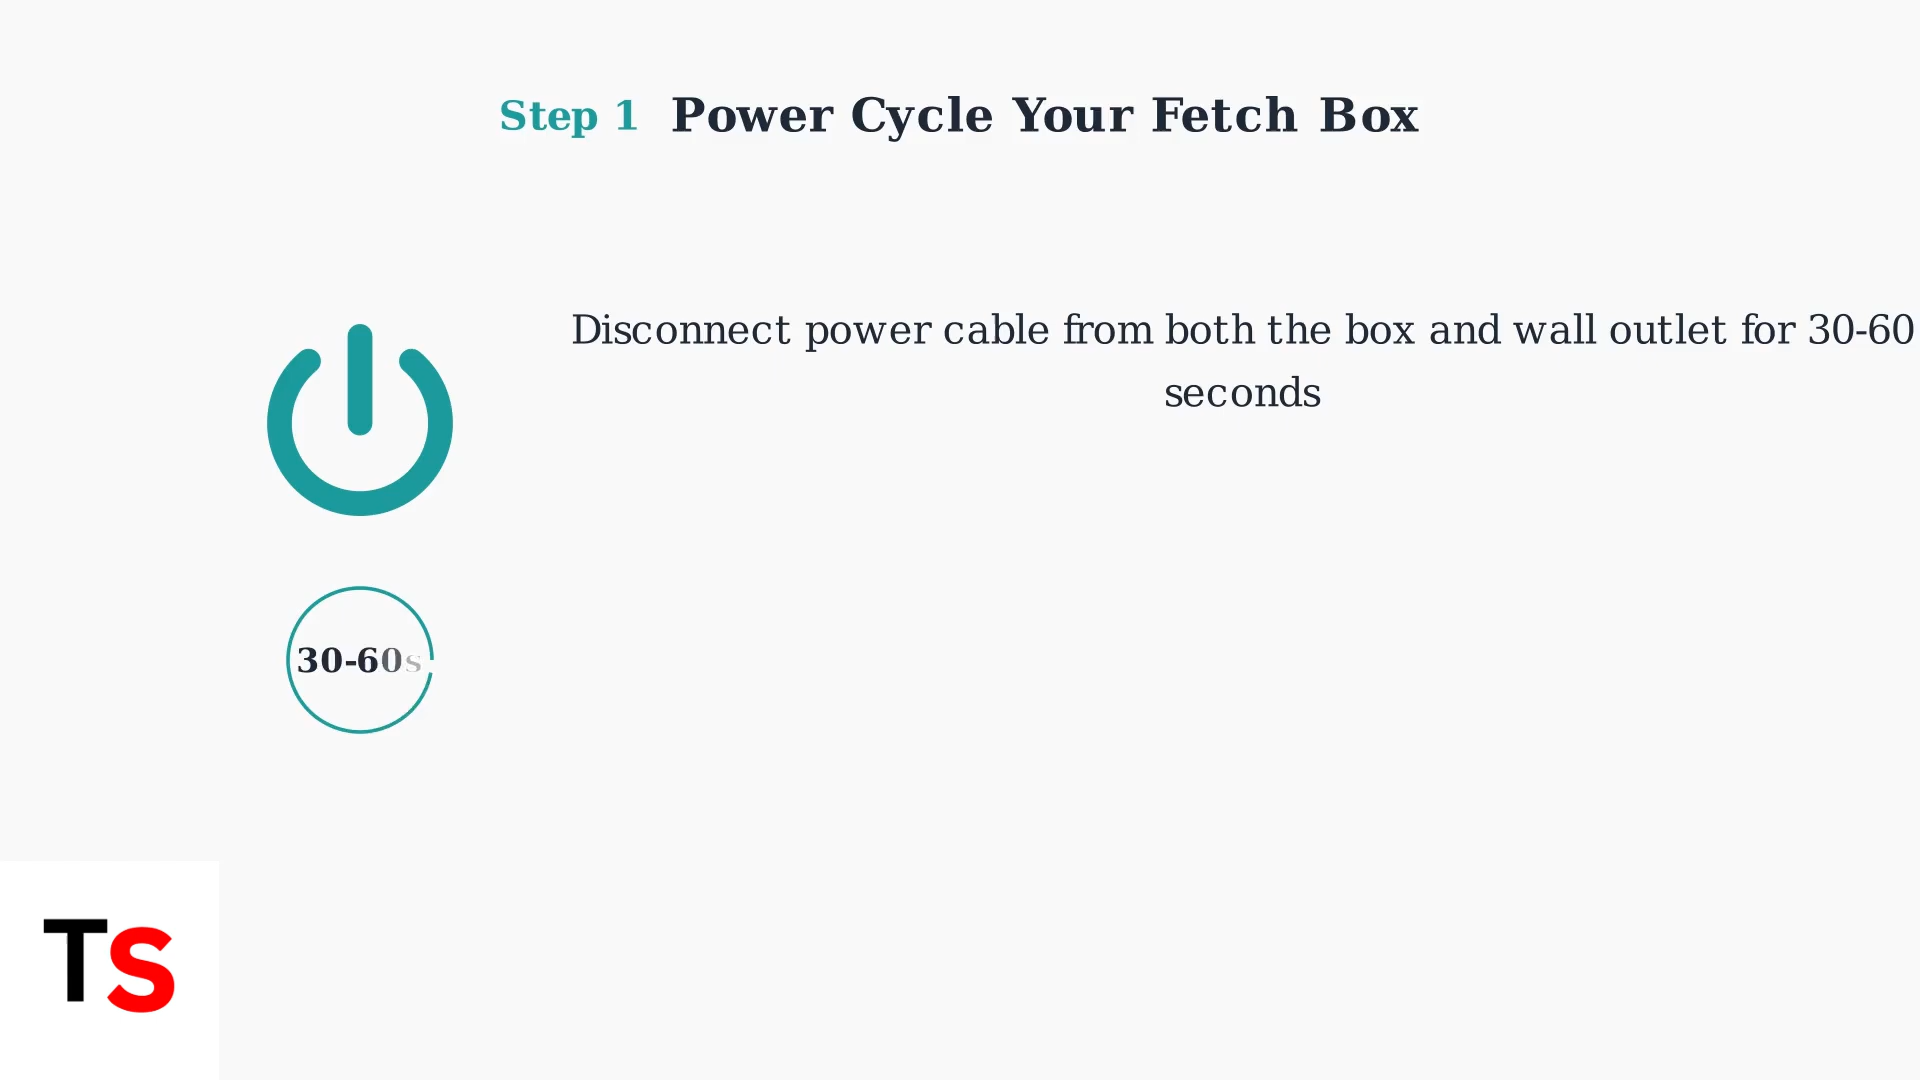 Step 1 Power Cycle Your Fetch Box
Disconnect power cable from both the box and wall outlet for 30-60
seconds
30-60s
TS